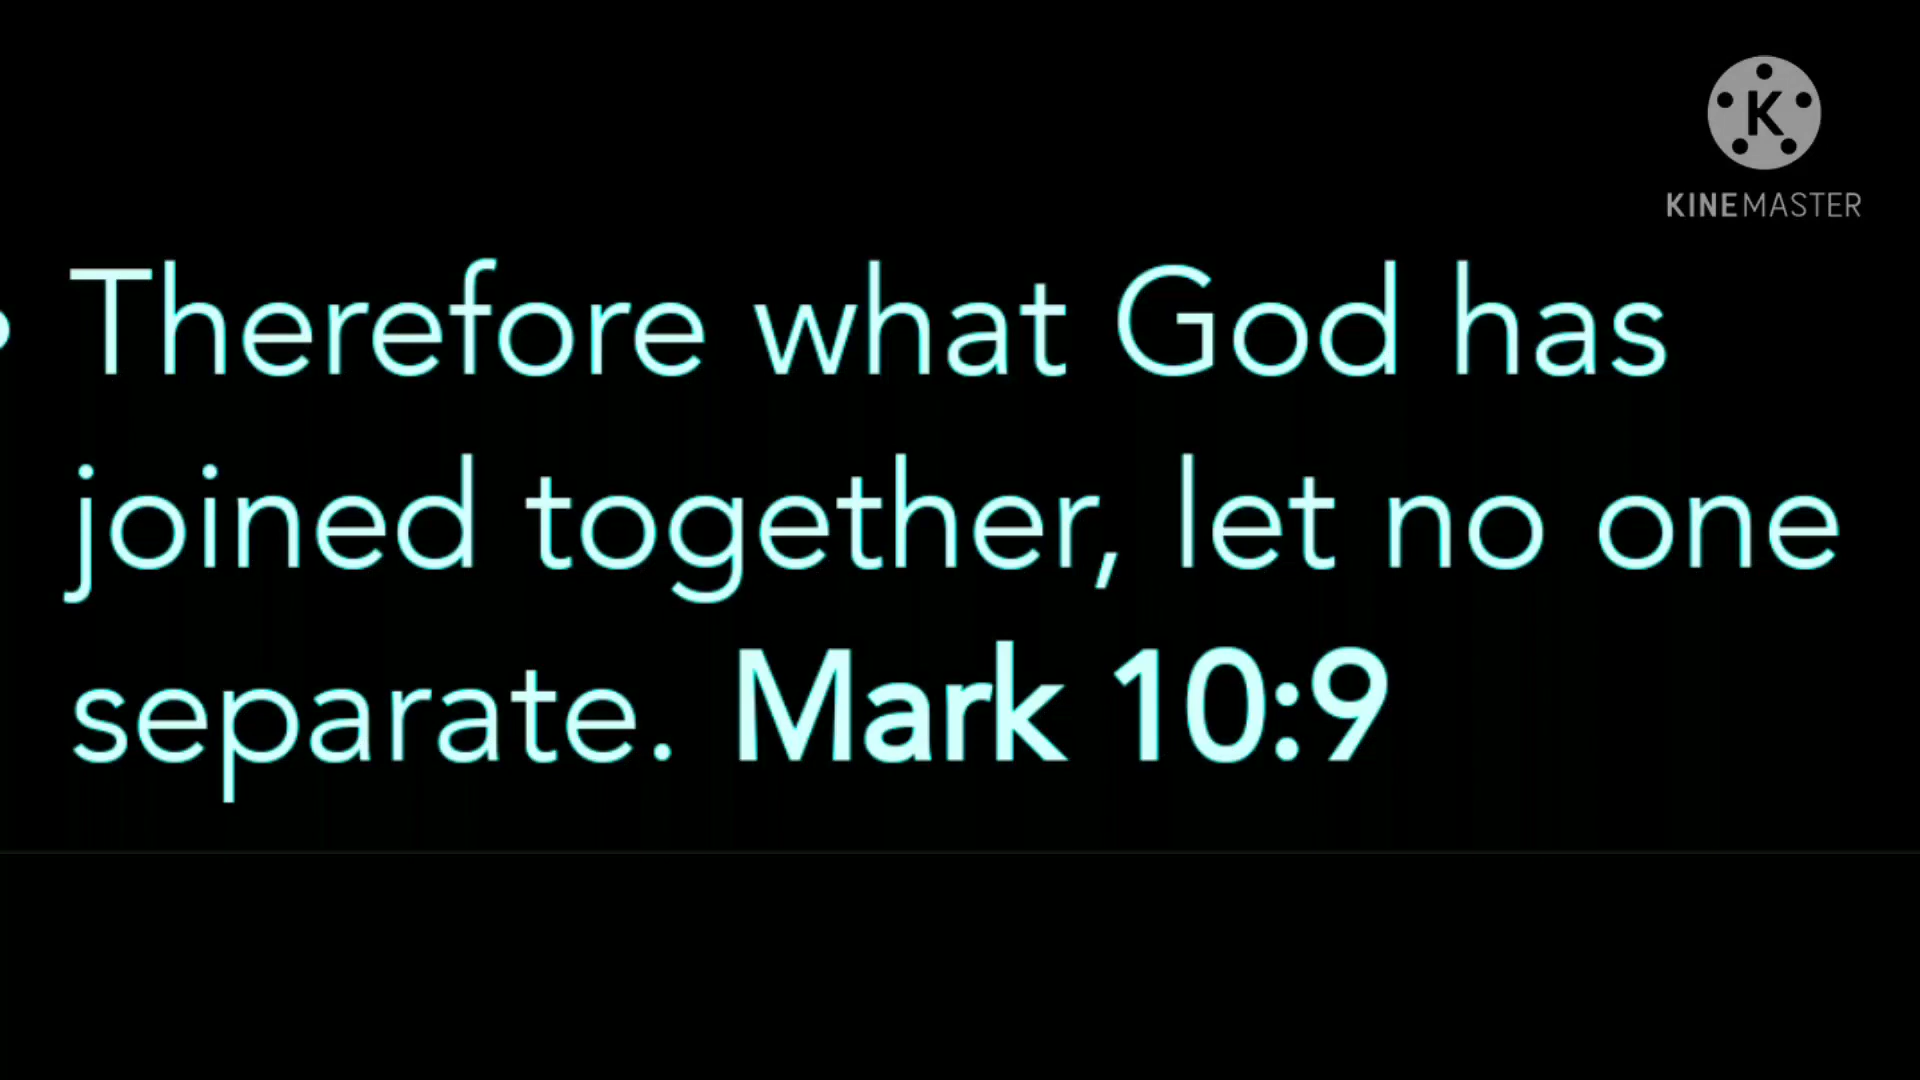 K
KINEMASTER
• Therefore what God has
joined together, let no one
separate. Mark 10:9